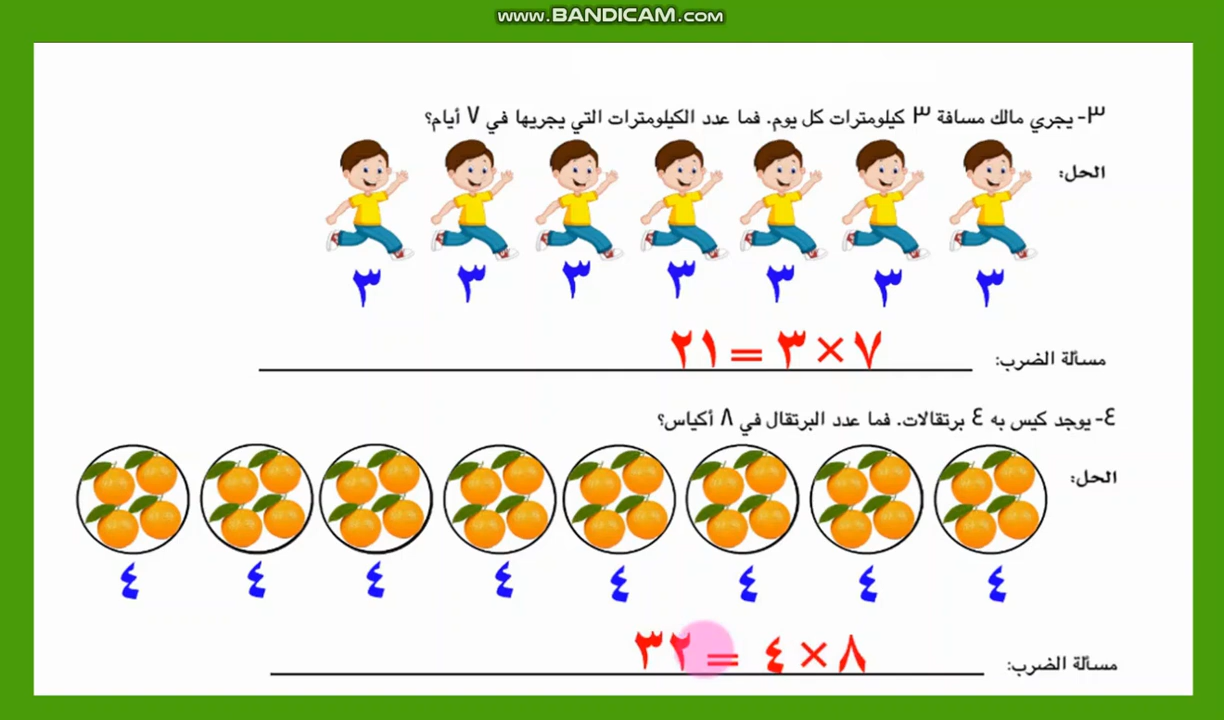 www.BANDICAM.com
٣- يجري مالك مسافة ٣ كيلومترات كل يوم. فما عدد الكيلومترات التي يجريها في ٧ أيام؟
الحل:
٣ ٣ ٣ ٣ ٣ ٣ ٣
مسألة الضرب: ٧ × ٣ = ٢١
٤- يوجد كيس به ٤ برتقالات. فما عدد البرتقال في ٨ أكياس؟
الحل:
٤ ٤ ٤ ٤ ٤ ٤ ٤ ٤
مسألة الضرب: ٨ × ٤ = ٣٢